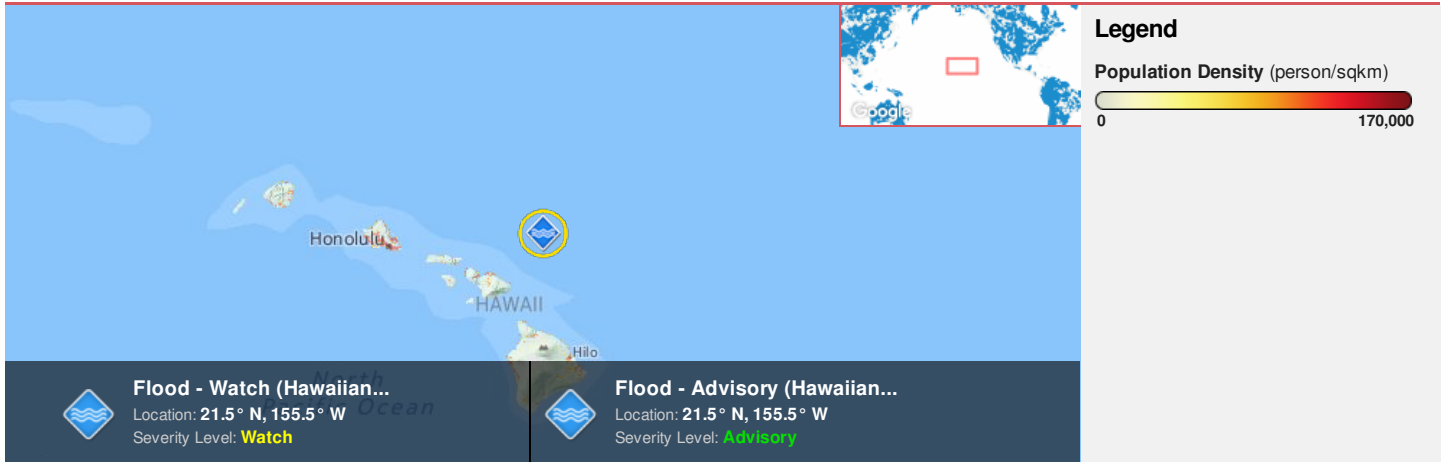 Google
Legend
Population Density (person/sqkm)
0
170,000
Honolulu
HAWAII
Hilo
North
Pacific Ocean
Flood - Watch (Hawaiian...
Location: 21.5° N, 155.5° W
Severity Level: Watch
Flood - Advisory (Hawaiian...
Location: 21.5° N, 155.5° W
Severity Level: Advisory